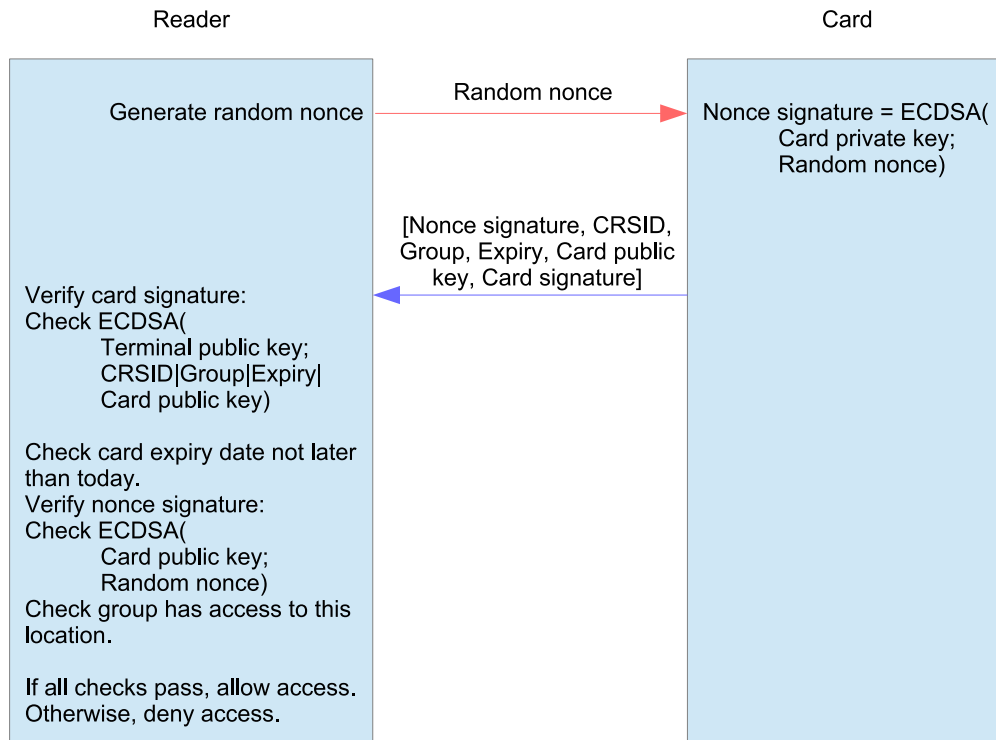 Reader
Card
Generate random nonce
Random nonce
Nonce signature = ECDSA(
Card private key;
Random nonce)
[Nonce signature, CRSID,
Group, Expiry, Card public
key, Card signature]
Verify card signature:
Check ECDSA(
Terminal public key;
CRSID|Group|Expiry|
Card public key)
Check card expiry date not later
than today.
Verify nonce signature:
Check ECDSA(
Card public key;
Random nonce)
Check group has access to this
location.
If all checks pass, allow access.
Otherwise, deny access.